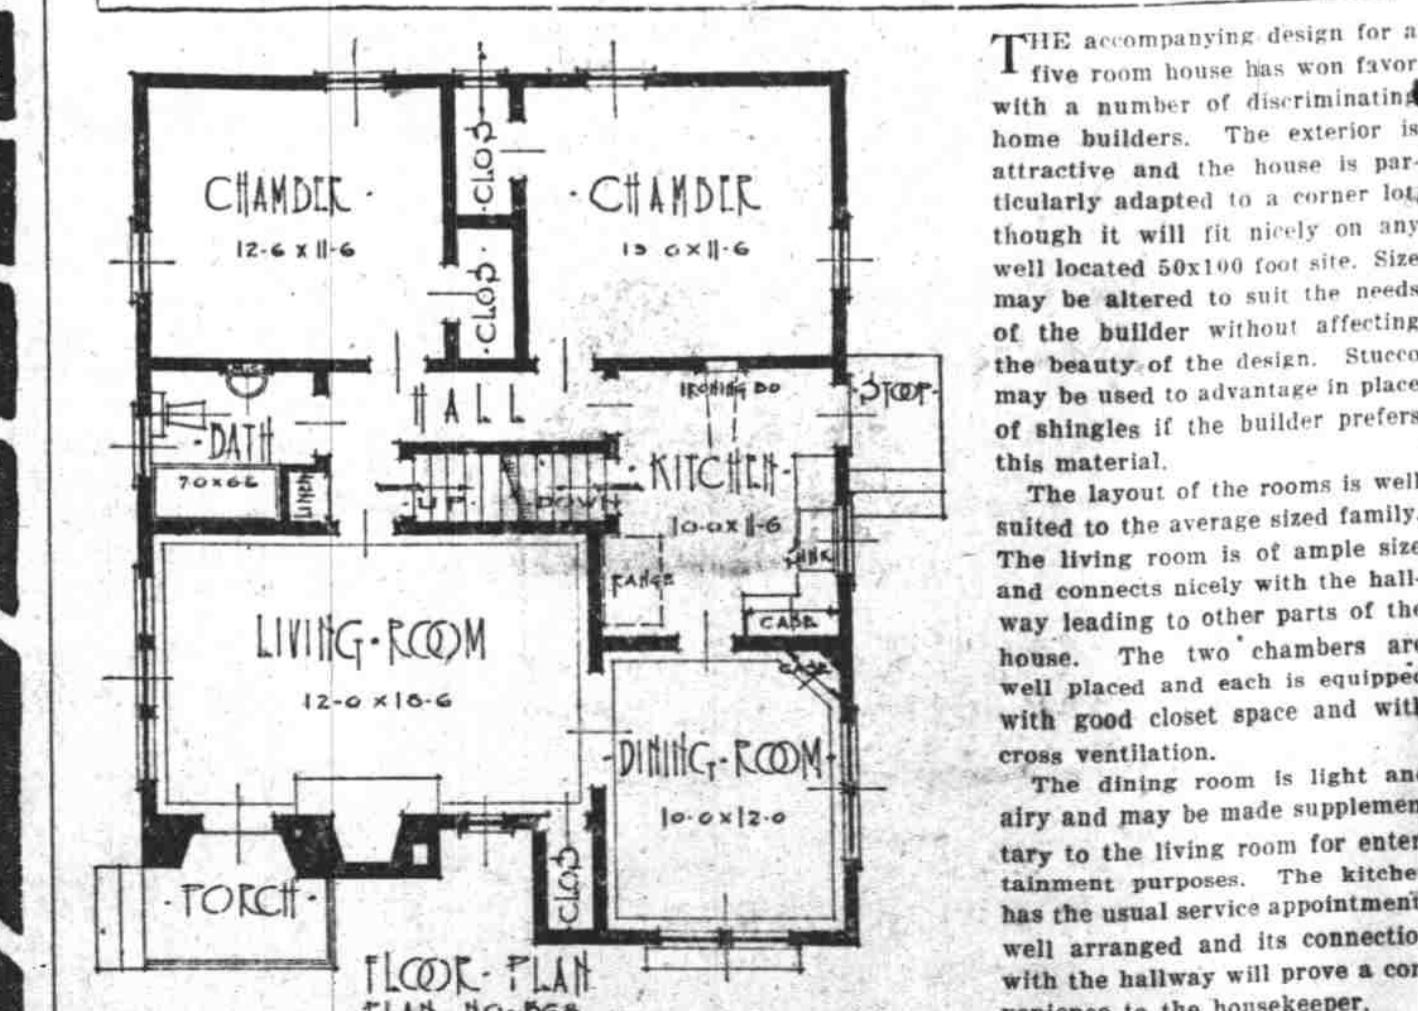 CHAMBER
12-6 x 11-6
CLOS
CHAMBER
13 0 x 11-6
CLOS
HALL
IRONING BD
STOOP
BATH
KITCHEN
LINEN
UP
DOWN
10-0 x 11-6
SINK
RANGE
CASE
LIVING-ROOM
12-0 x 18-6
DINING-ROOM
10-0 x 12-0
CLOS
PORCH
FLOOR-PLAN
THE accompanying design for a
five room house has won favor
with a number of discriminating
home builders. The exterior is
attractive and the house is par-
ticularly adapted to a corner lot,
though it will fit nicely on any
well located 50x100 foot site. Size
may be altered to suit the needs
of the builder without affecting
the beauty of the design. Stucco
may be used to advantage in place
of shingles if the builder prefers
this material.
The layout of the rooms is well
suited to the average sized family.
The living room is of ample size
and connects nicely with the hall-
way leading to other parts of the
house. The two chambers are
well placed and each is equipped
with good closet space and with
cross ventilation.
The dining room is light an
airy and may be made supplemen
tary to the living room for enter
tainment purposes. The kitche
has the usual service appointment
well arranged and its connectio
with the hallway will prove a con
to the housekeeper.